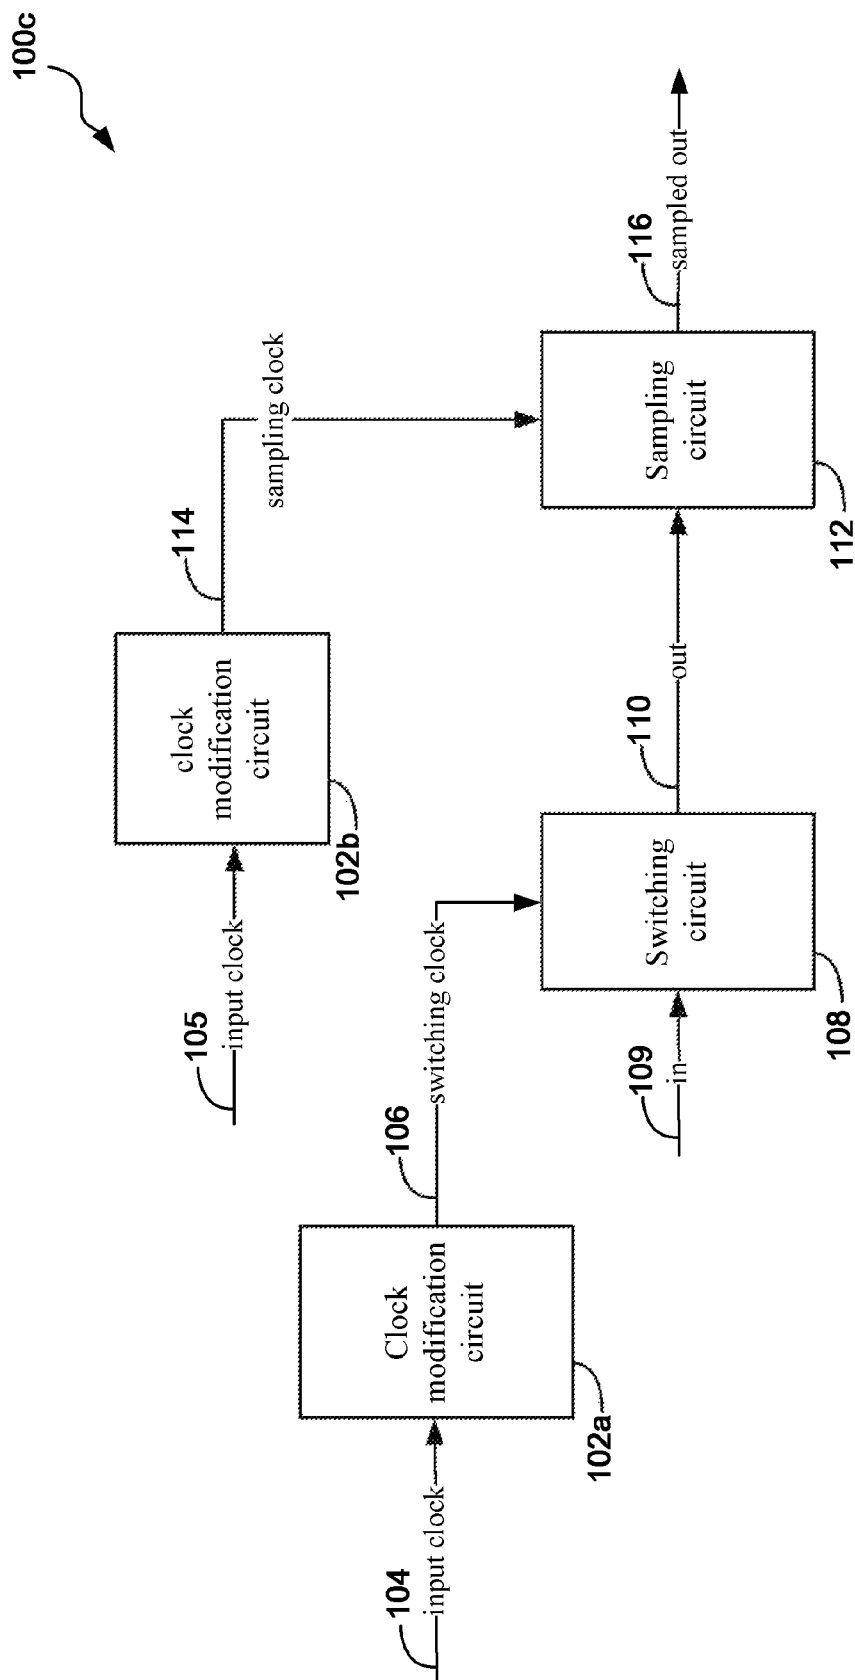 100c
105
input clock
clock
modification
circuit
102b
114
sampling clock
104
input clock
Clock
modification
circuit
102a
106
switching clock
109
in
Switching
circuit
108
110
out
Sampling
circuit
112
116
sampled out